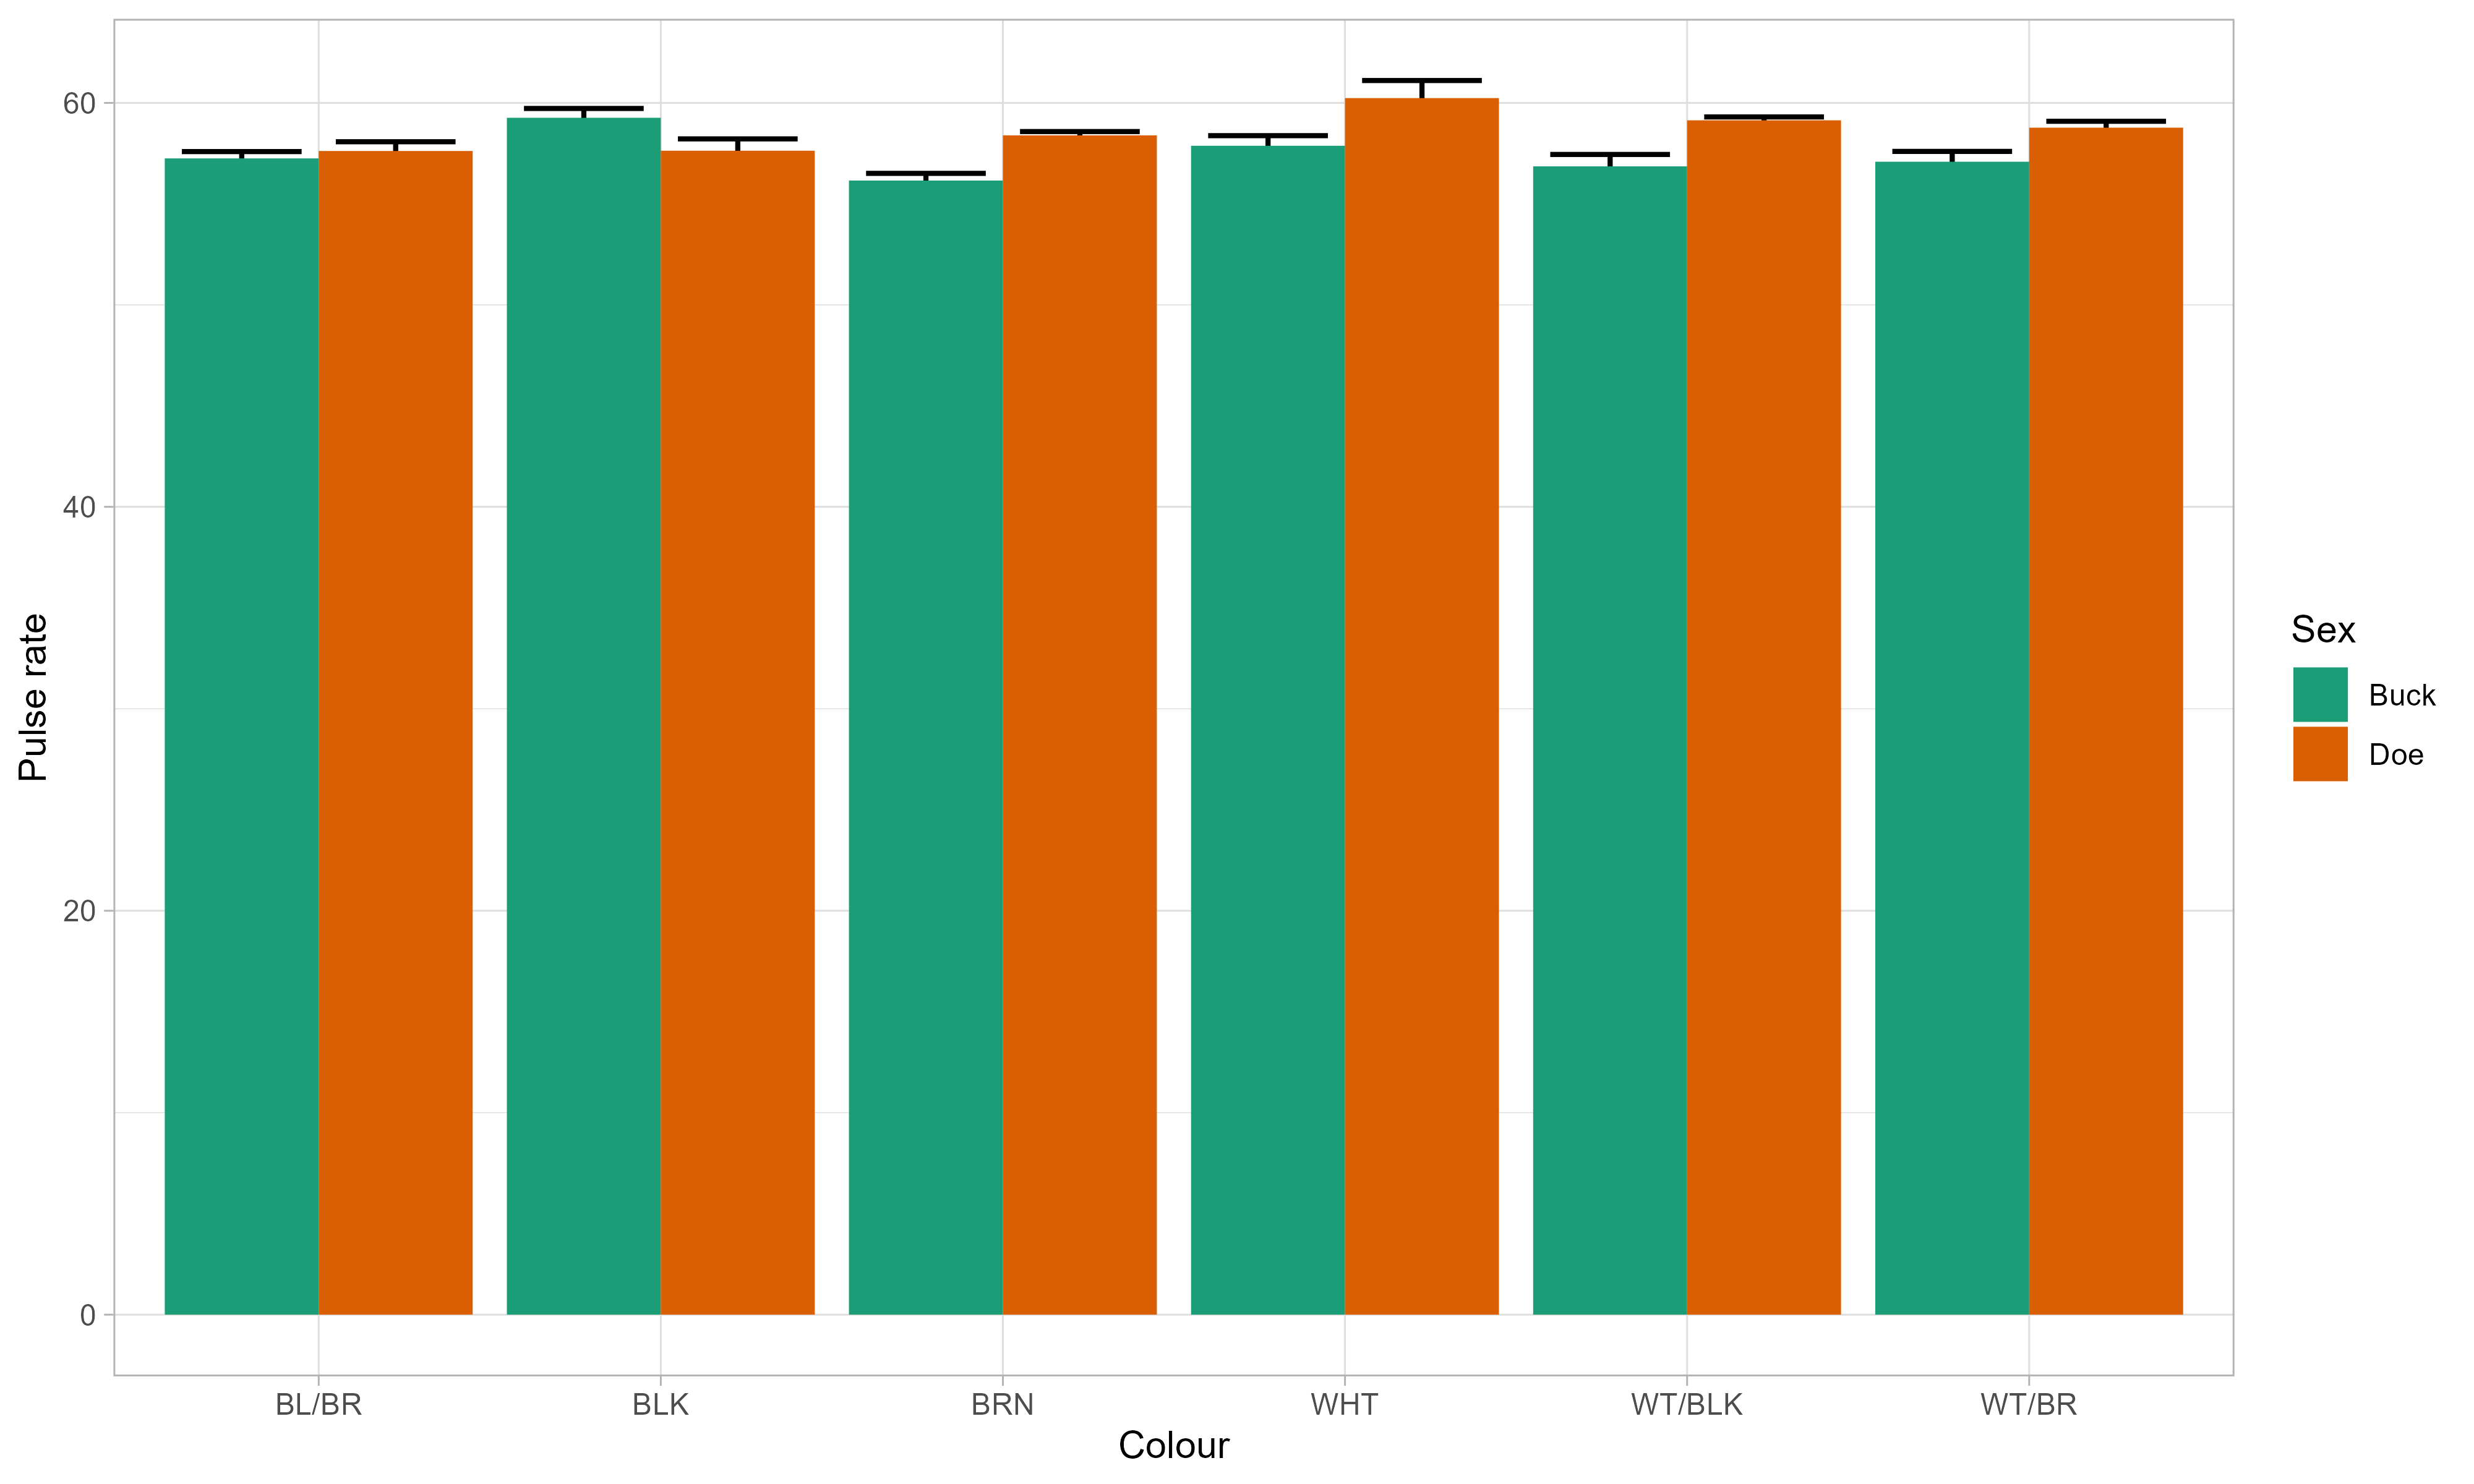 60
40
20
0
Pulse rate
BL/BR
BLK
BRN
WHT
WT/BLK
WT/BR
Colour
Sex
Buck
Doe